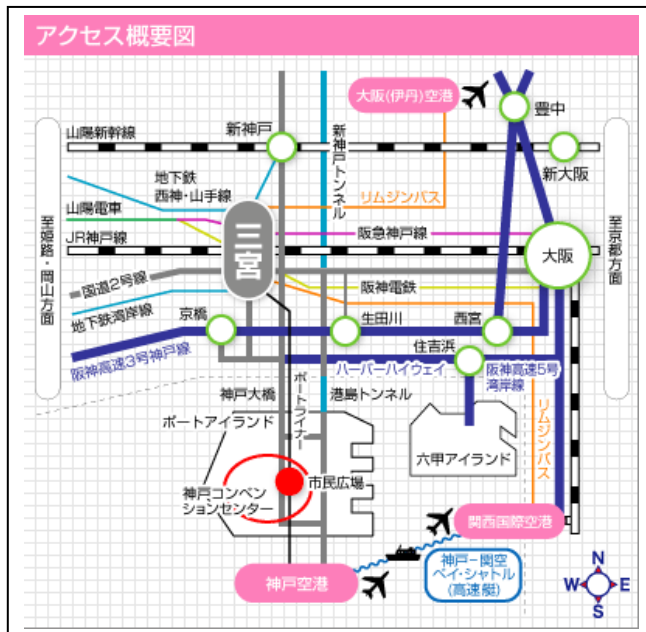 アクセス概要図
大阪(伊丹)空港
豊中
山陽新幹線
新神戸
新神戸トンネル
新大阪
地下鉄
西神・山手線
リムジンバス
山陽電車
三宮
阪急神戸線
JR神戸線
大阪
至姫路・岡山方面
至京都方面
国道2号線
阪神電鉄
地下鉄湾岸線
京橋
生田川
西宮
住吉浜
阪神高速3号神戸線
ハーバーハイウェイ
阪神高速5号
湾岸線
神戸大橋
ポートライナー
港島トンネル
リムジンバス
ポートアイランド
六甲アイランド
市民広場
神戸コンベン
ションセンター
関西国際空港
神戸空港
神戸-関空
ベイ・シャトル
(高速艇)
N
W
E
S